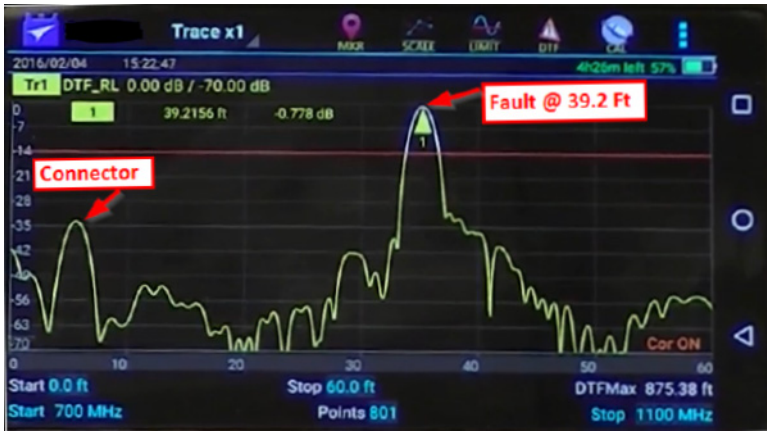 Trace x1
MKR SCALE LIMIT DTF CAL
2016/02/04 15:22:47 4h26m left 57%
Tr1 DTF_RL 0.00 dB / -70.00 dB
1 39.2156 ft -0.778 dB
Fault @ 39.2 Ft
0
-7
-14
Connector
-21
-28
-35
-42
-49
-56
-63
-70
1
Cor ON
0 10 20 30 40 50 60
Start 0.0 ft Stop 60.0 ft DTFMax 875.38 ft
Start 700 MHz Points 801 Stop 1100 MHz